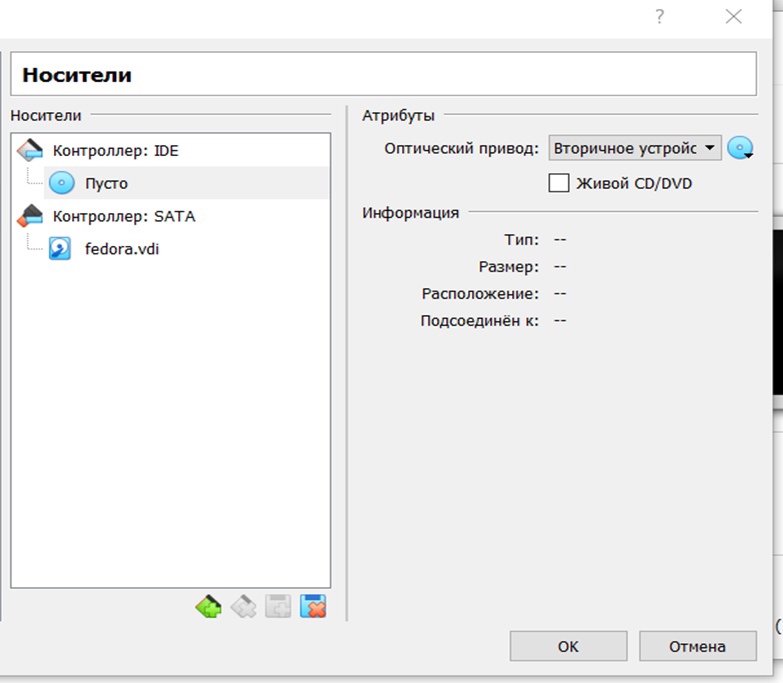 ?
Носители
Носители
Контроллер: IDE
Пусто
Контроллер: SATA
fedora.vdi
Атрибуты
Оптический привод: Вторичное устройс
Живой CD/DVD
Информация
Тип: --
Размер: --
Расположение: --
Подсоединён к: --
OK
Отмена
(